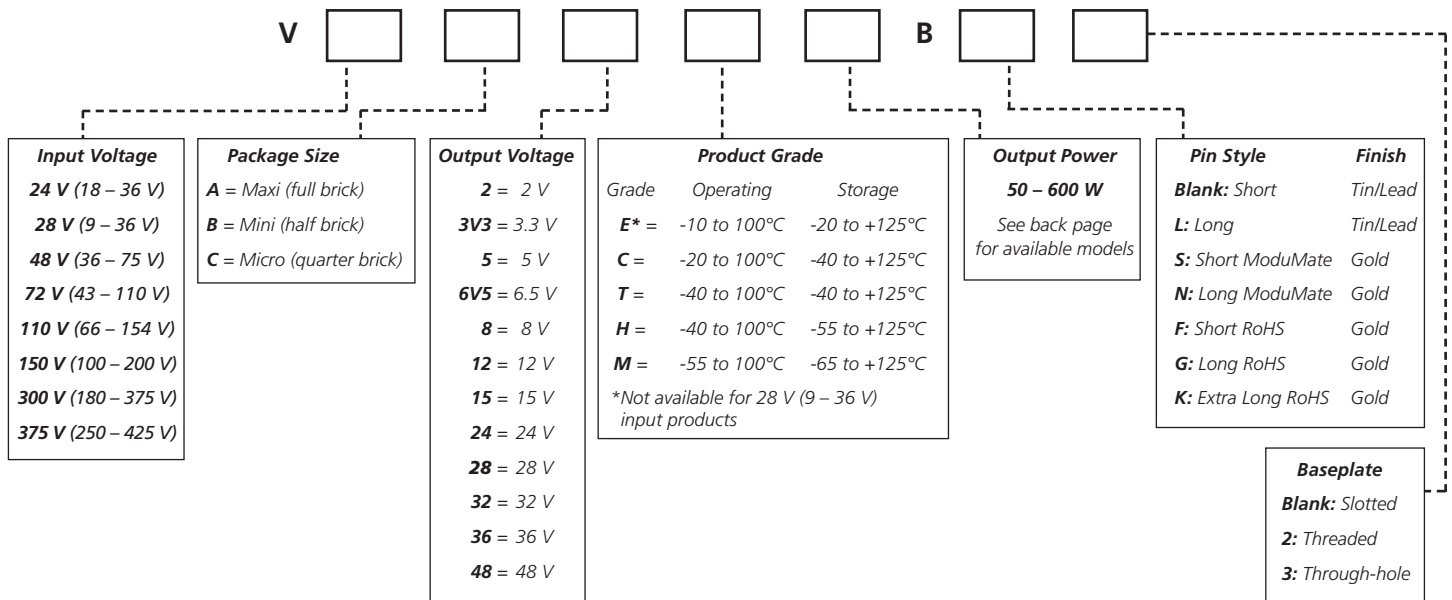 V B
Input Voltage
24 V (18 – 36 V)
28 V (9 – 36 V)
48 V (36 – 75 V)
72 V (43 – 110 V)
110 V (66 – 154 V)
150 V (100 – 200 V)
300 V (180 – 375 V)
375 V (250 – 425 V)
Package Size
A = Maxi (full brick)
B = Mini (half brick)
C = Micro (quarter brick)
Output Voltage
2 = 2 V
3V3 = 3.3 V
5 = 5 V
6V5 = 6.5 V
8 = 8 V
12 = 12 V
15 = 15 V
24 = 24 V
28 = 28 V
32 = 32 V
36 = 36 V
48 = 48 V
Product Grade
Grade Operating Storage
E* = -10 to 100°C -20 to +125°C
C = -20 to 100°C -40 to +125°C
T = -40 to 100°C -40 to +125°C
H = -40 to 100°C -55 to +125°C
M = -55 to 100°C -65 to +125°C
*Not available for 28 V (9 – 36 V)
input products
Output Power
50 – 600 W
See back page
for available models
Pin Style Finish
Blank: Short Tin/Lead
L: Long Tin/Lead
S: Short ModuMate Gold
N: Long ModuMate Gold
F: Short RoHS Gold
G: Long RoHS Gold
K: Extra Long RoHS Gold
Baseplate
Blank: Slotted
2: Threaded
3: Through-hole